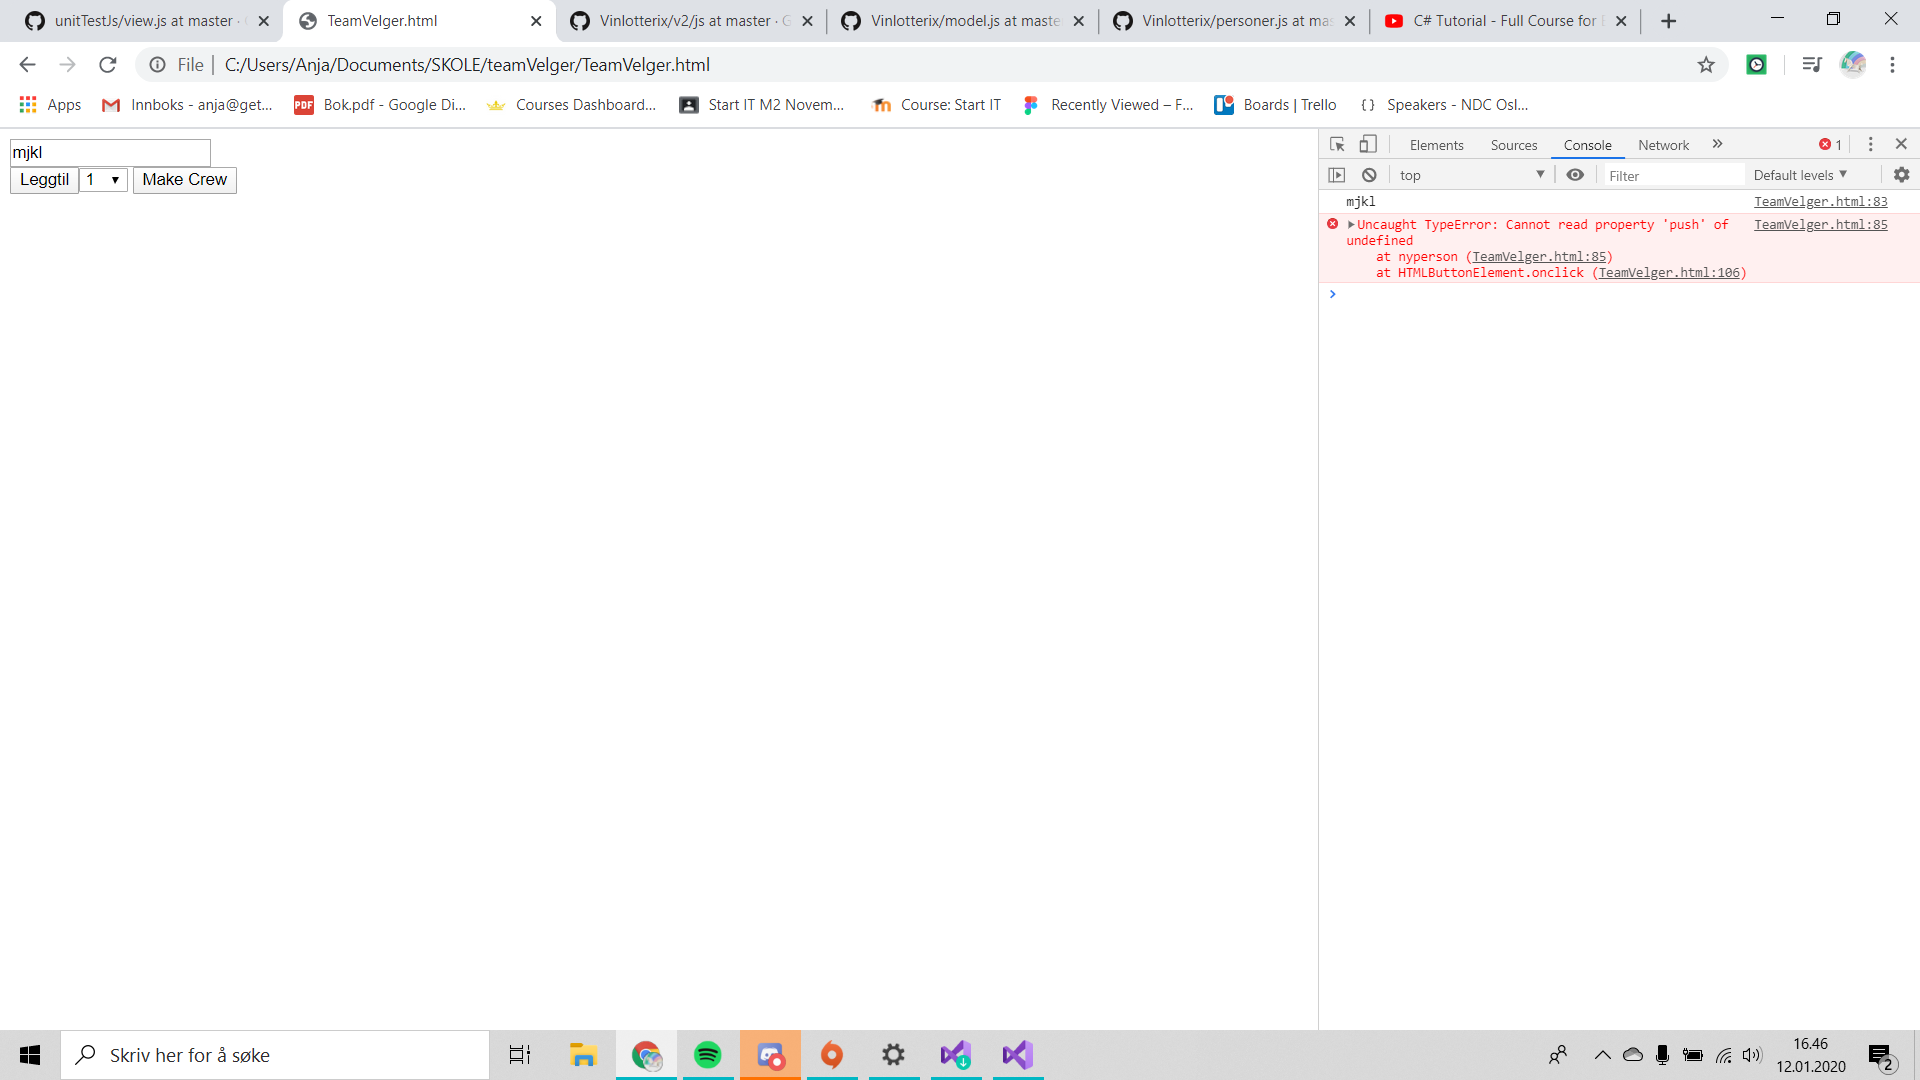 unitTestJs/view.js at master · G
TeamVelger.html
Vinlotterix/v2/js at master · G
Vinlotterix/model.js at maste
Vinlotterix/personer.js at mas
C# Tutorial - Full Course for B
File
C:/Users/Anja/Documents/SKOLE/teamVelger/TeamVelger.html
Apps
Innboks - anja@get...
PDF
Bok.pdf - Google Di...
Courses Dashboard...
Start IT M2 Novem...
Course: Start IT
Recently Viewed – F...
Boards | Trello
{ }
Speakers - NDC Osl...
mjkl
Leggtil
1
Make Crew
Elements
Sources
Console
Network
»
1
top
Filter
Default levels
mjkl
TeamVelger.html:83
Uncaught TypeError: Cannot read property 'push' of
TeamVelger.html:85
undefined
at nyperson (TeamVelger.html:85)
at HTMLButtonElement.onclick (TeamVelger.html:106)
Skriv her for å søke
16.46
12.01.2020
2